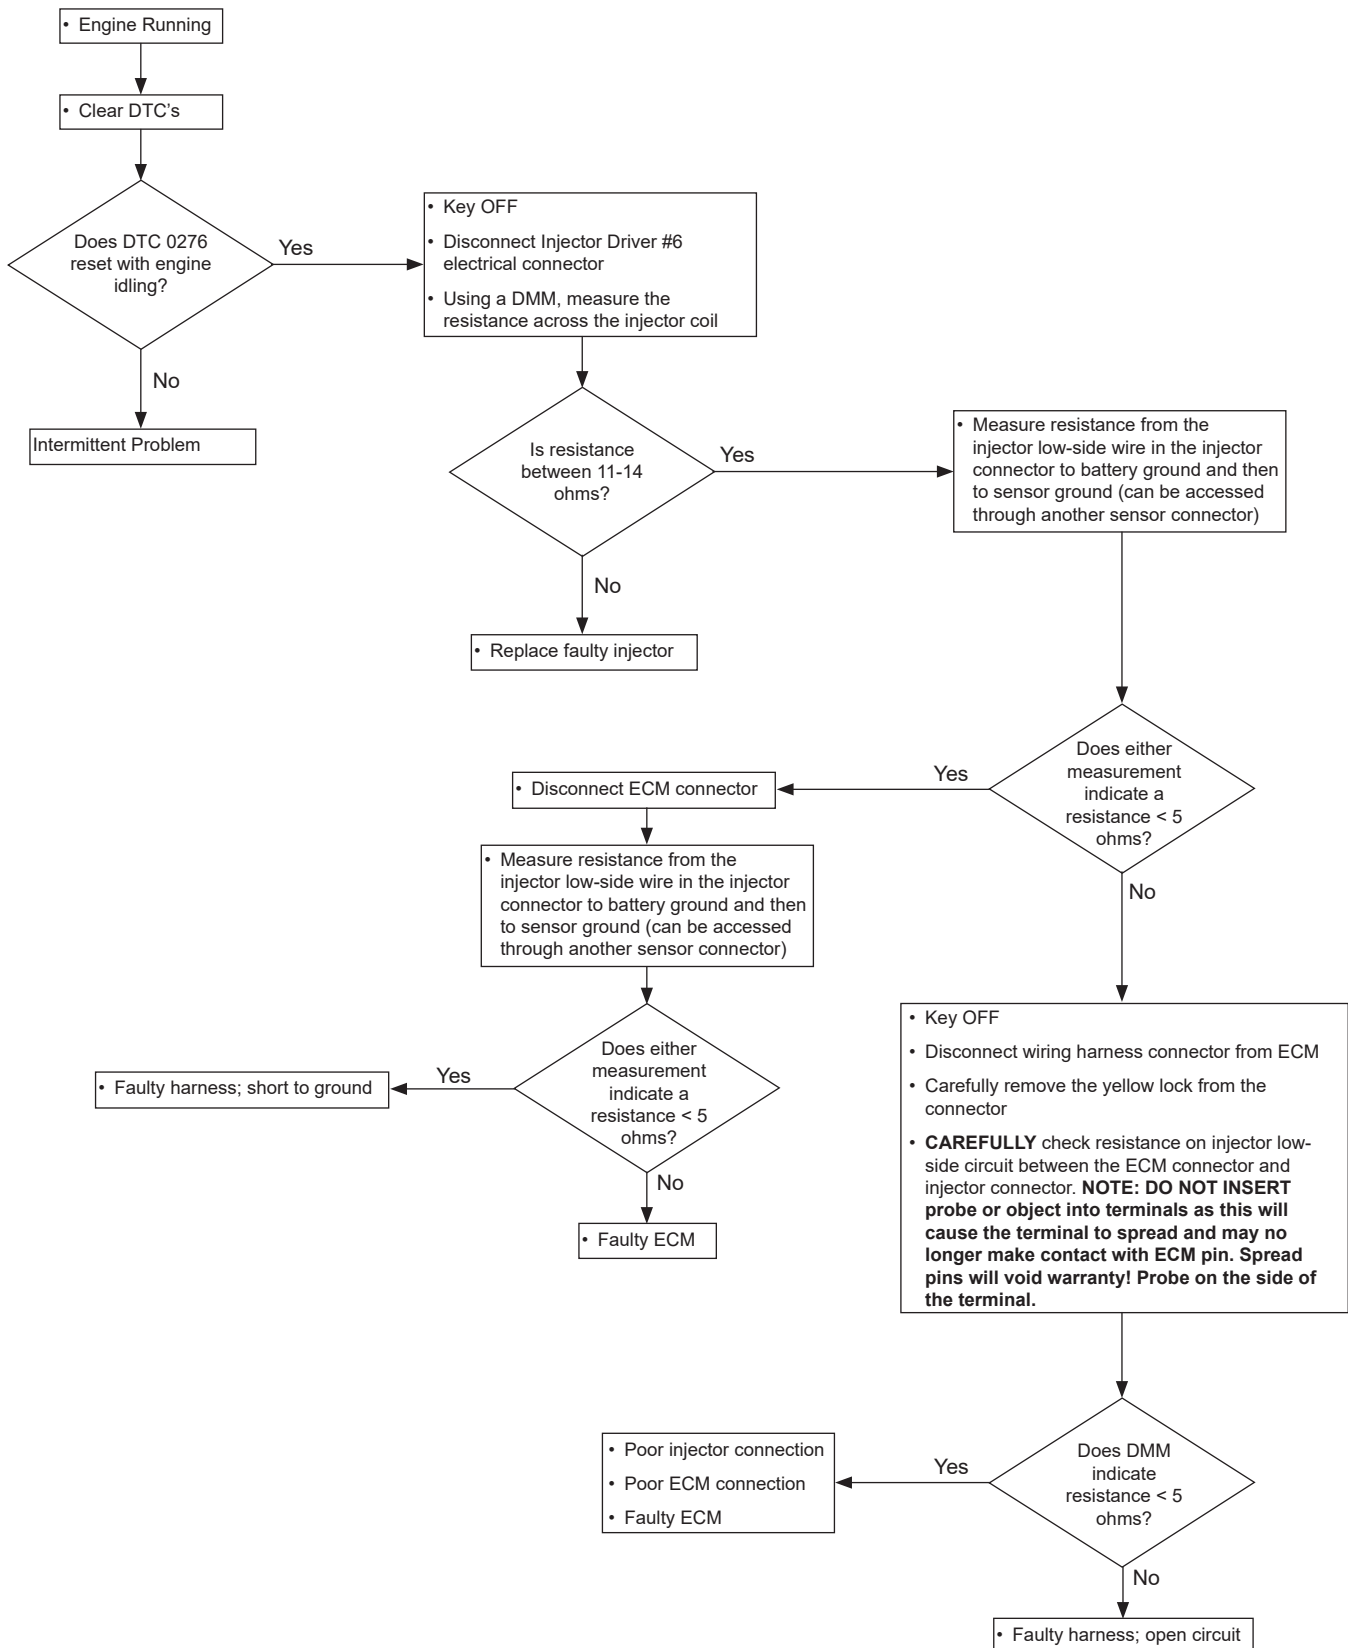 • Engine Running
• Clear DTC's
Does DTC 0276
reset with engine
idling?
Yes
No
Intermittent Problem
• Key OFF
• Disconnect Injector Driver #6
electrical connector
• Using a DMM, measure the
resistance across the injector coil
Is resistance
between 11-14
ohms?
Yes
No
• Replace faulty injector
• Measure resistance from the
injector low-side wire in the injector
connector to battery ground and then
to sensor ground (can be accessed
through another sensor connector)
Does either
measurement
indicate a
resistance < 5
ohms?
Yes
No
• Disconnect ECM connector
• Measure resistance from the
injector low-side wire in the injector
connector to battery ground and then
to sensor ground (can be accessed
through another sensor connector)
Does either
measurement
indicate a
resistance < 5
ohms?
Yes
• Faulty harness; short to ground
No
• Faulty ECM
• Key OFF
• Disconnect wiring harness connector from ECM
• Carefully remove the yellow lock from the
connector
• CAREFULLY check resistance on injector low-
side circuit between the ECM connector and
injector connector. NOTE: DO NOT INSERT
probe or object into terminals as this will
cause the terminal to spread and may no
longer make contact with ECM pin. Spread
pins will void warranty! Probe on the side of
the terminal.
Does DMM
indicate
resistance < 5
ohms?
Yes
• Poor injector connection
• Poor ECM connection
• Faulty ECM
No
• Faulty harness; open circuit